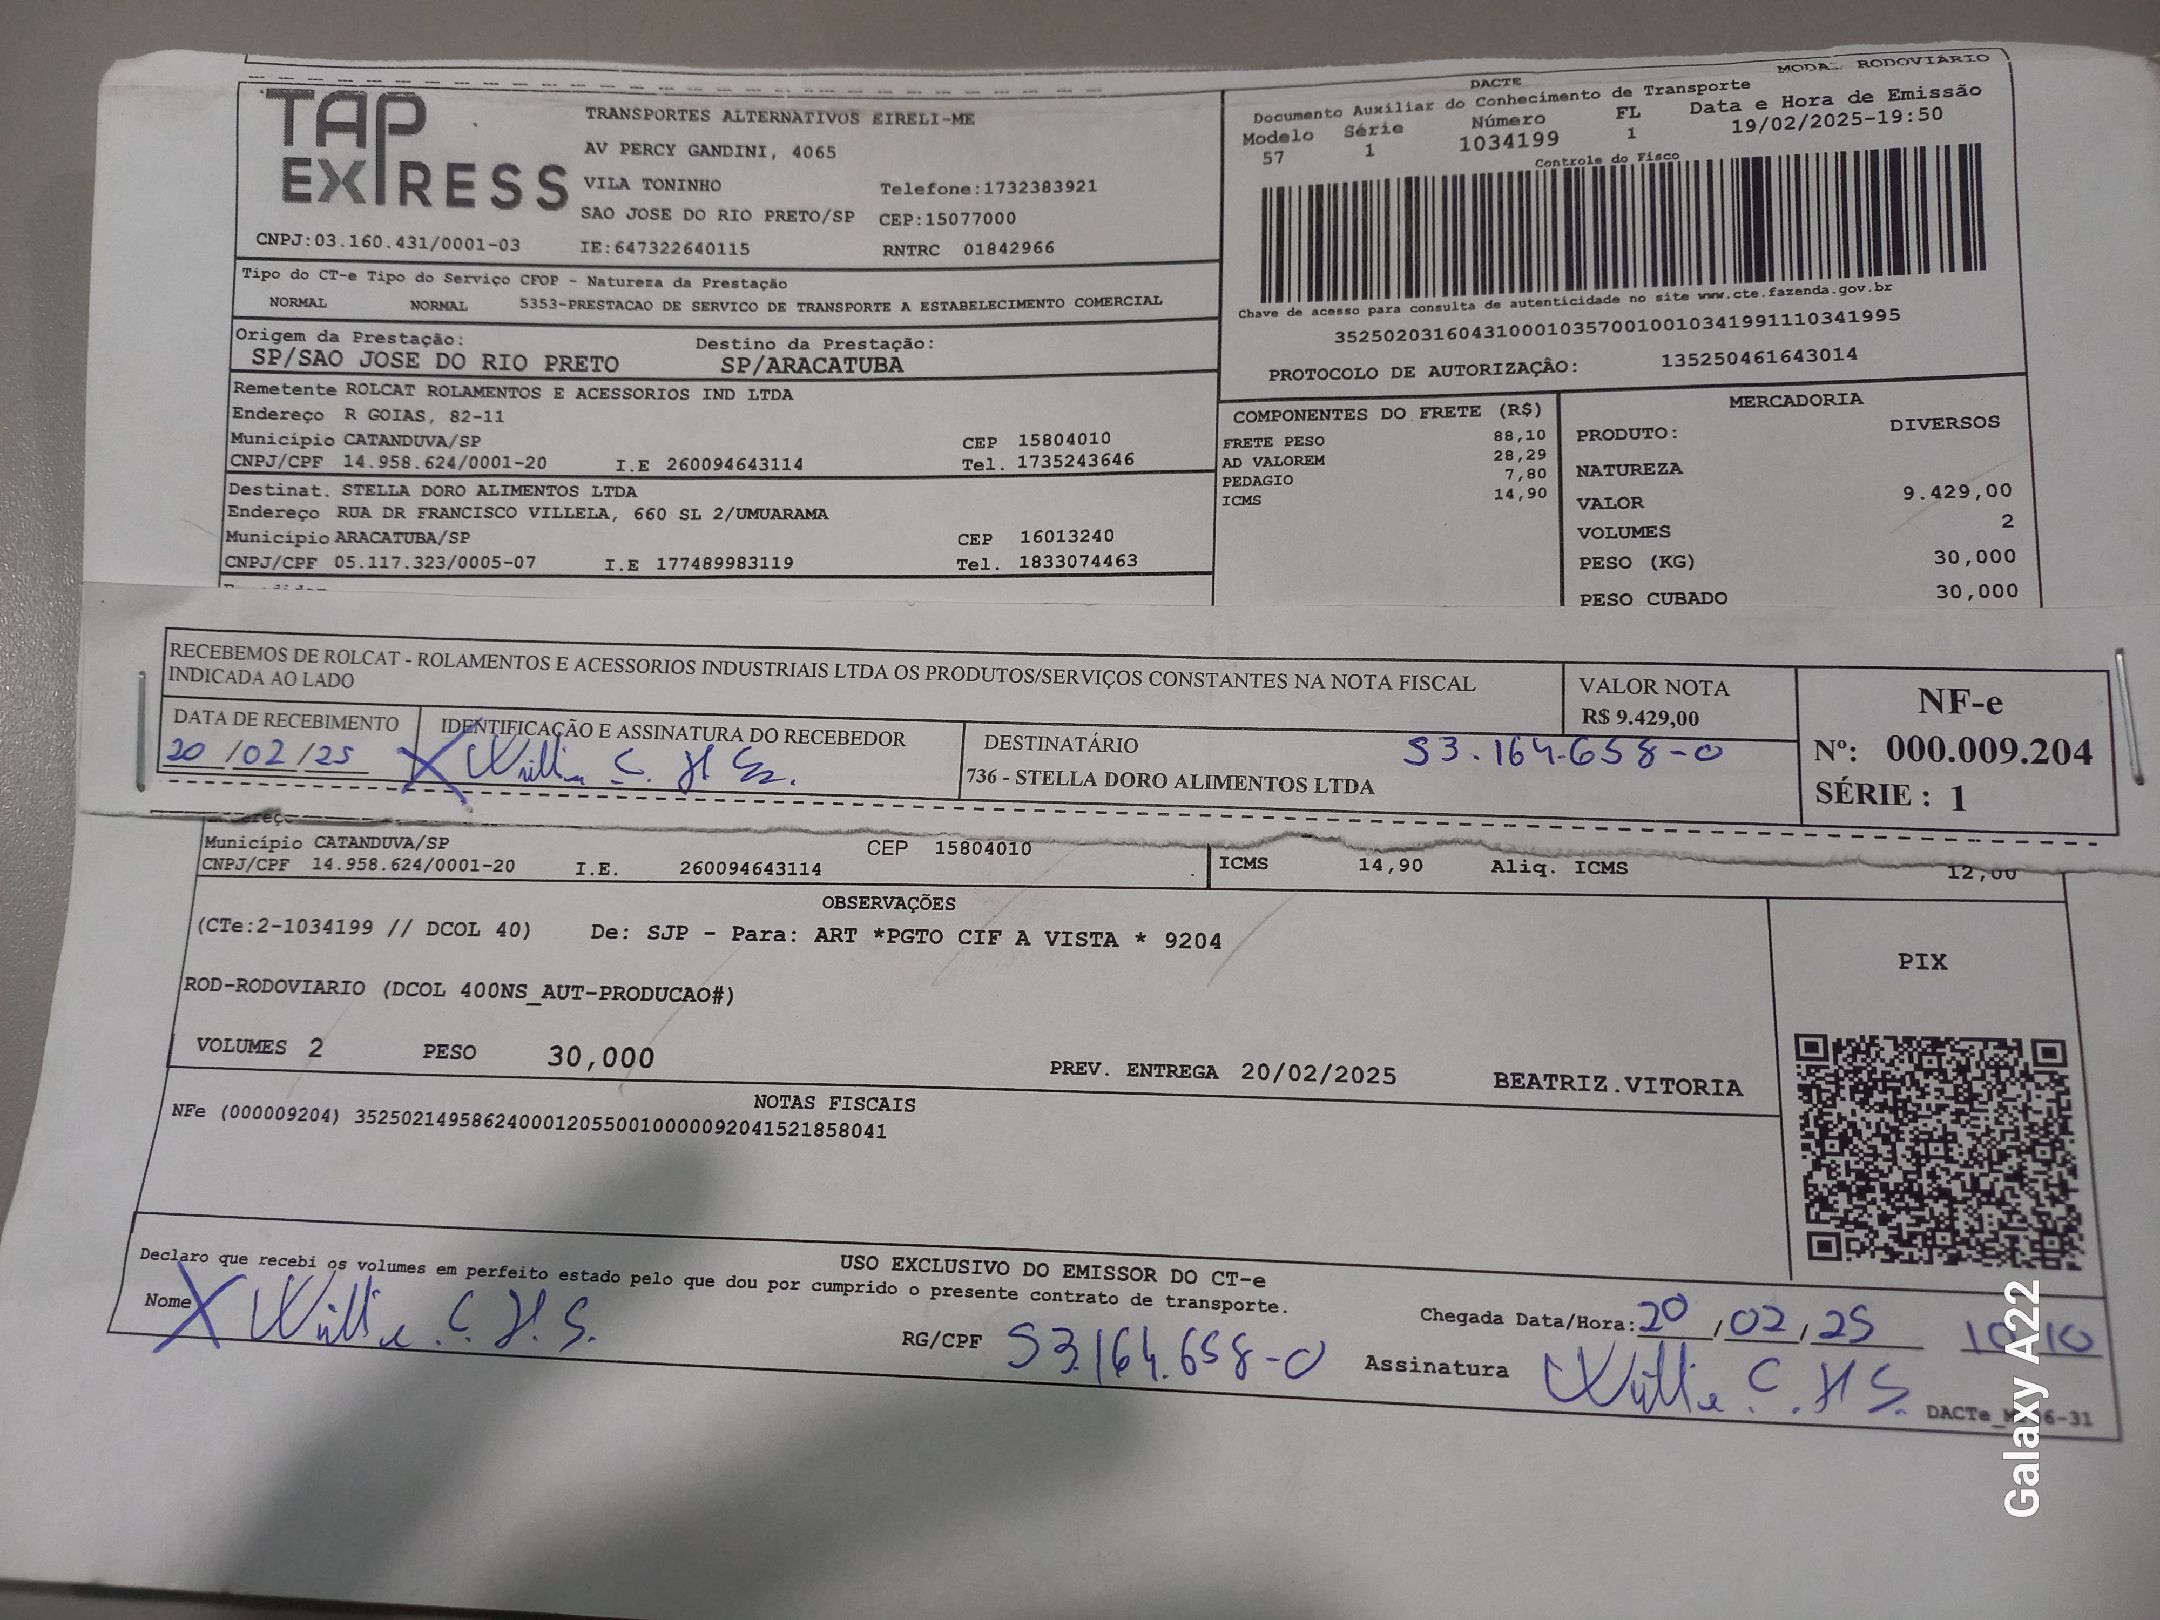 TAP EXPRESS
TRANSPORTES ALTERNATIVOS EIRELI-ME
AV PERCY GANDINI, 4065
VILA TONINHO Telefone:1732383921
SAO JOSE DO RIO PRETO/SP CEP:15077000
CNPJ:03.160.431/0001-03 IE:647322640115 RNTRC 01842966
DACTE MODAL RODOVIÁRIO
Documento Auxiliar do Conhecimento de Transporte
Modelo Série Número FL Data e Hora de Emissão
57 1 1034199 1 19/02/2025-19:50
Controle do Fisco
Chave de acesso para consulta de autenticidade no site www.cte.fazenda.gov.br
35250203160431000103570010010341991110341995
PROTOCOLO DE AUTORIZAÇÂO: 135250461643014
Tipo do CT-e Tipo do Serviço CFOP - Natureza da Prestação
NORMAL NORMAL 5353-PRESTACAO DE SERVICO DE TRANSPORTE A ESTABELECIMENTO COMERCIAL
Origem da Prestação: Destino da Prestação:
SP/SAO JOSE DO RIO PRETO SP/ARACATUBA
Remetente ROLCAT ROLAMENTOS E ACESSORIOS IND LTDA
Endereço R GOIAS, 82-11
Município CATANDUVA/SP CEP 15804010
CNPJ/CPF 14.958.624/0001-20 I.E 260094643114 Tel. 1735243646
Destinat. STELLA DORO ALIMENTOS LTDA
Endereço RUA DR FRANCISCO VILLELA, 660 SL 2/UMUARAMA
Município ARACATUBA/SP CEP 16013240
CNPJ/CPF 05.117.323/0005-07 I.E 177489983119 Tel. 1833074463
COMPONENTES DO FRETE (R$)
FRETE PESO 88,10
AD VALOREM 28,29
PEDAGIO 7,80
ICMS 14,90
MERCADORIA
PRODUTO: DIVERSOS
NATUREZA
VALOR 9.429,00
VOLUMES 2
PESO (KG) 30,000
PESO CUBADO 30,000
RECEBEMOS DE ROLCAT - ROLAMENTOS E ACESSORIOS INDUSTRIAIS LTDA OS PRODUTOS/SERVIÇOS CONSTANTES NA NOTA FISCAL
INDICADA AO LADO
VALOR NOTA
R$ 9.429,00
NF-e
Nº: 000.009.204
SÉRIE : 1
DATA DE RECEBIMENTO IDENTIFICAÇÃO E ASSINATURA DO RECEBEDOR DESTINATÁRIO
20/02/25 53.164.658-0
736 - STELLA DORO ALIMENTOS LTDA
Município CATANDUVA/SP CEP 15804010
CNPJ/CPF 14.958.624/0001-20 I.E. 260094643114
ICMS 14,90 Aliq. ICMS 12,00
OBSERVAÇÕES
(CTe:2-1034199 // DCOL 40) De: SJP - Para: ART *PGTO CIF A VISTA * 9204
ROD-RODOVIARIO (DCOL 400NS_AUT-PRODUCAO#)
PIX
VOLUMES 2 PESO 30,000 PREV. ENTREGA 20/02/2025 BEATRIZ.VITORIA
NOTAS FISCAIS
NFe (000009204) 35250214958624000120550010000092041521858041
USO EXCLUSIVO DO EMISSOR DO CT-e
Declaro que recebi os volumes em perfeito estado pelo que dou por cumprido o presente contrato de transporte.
Nome RG/CPF 53.164.658-0
Chegada Data/Hora: 20/02/25 10 10
Assinatura
Galaxy A22